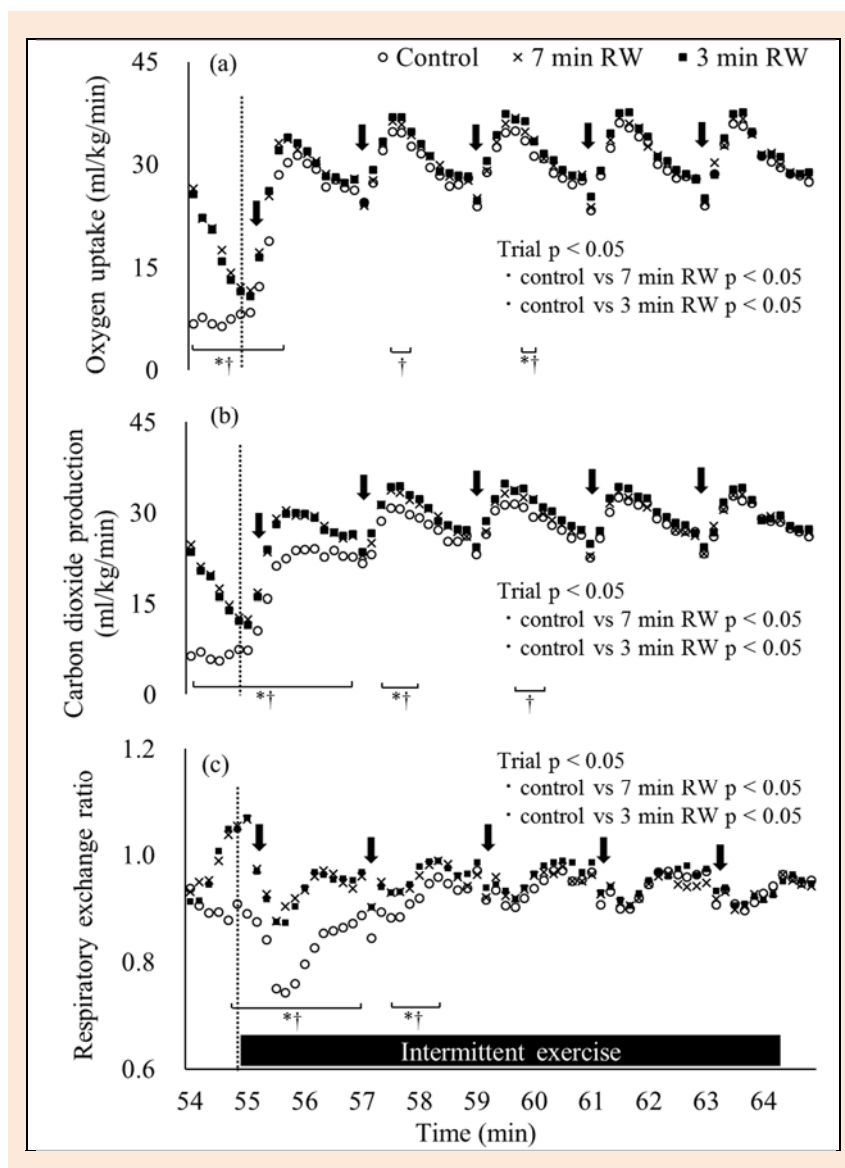 ○ Control × 7 min RW ■ 3 min RW
(a)
Oxygen uptake (ml/kg/min)
45
30
15
0
Trial p < 0.05
・control vs 7 min RW p < 0.05
・control vs 3 min RW p < 0.05
*†
†
*†
(b)
Carbon dioxide production
(ml/kg/min)
45
30
15
0
Trial p < 0.05
・control vs 7 min RW p < 0.05
・control vs 3 min RW p < 0.05
*†
*†
†
(c)
Respiratory exchange ratio
1.2
1.0
0.8
0.6
Trial p < 0.05
・control vs 7 min RW p < 0.05
・control vs 3 min RW p < 0.05
*†
*†
Intermittent exercise
54 55 56 57 58 59 60 61 62 63 64
Time (min)